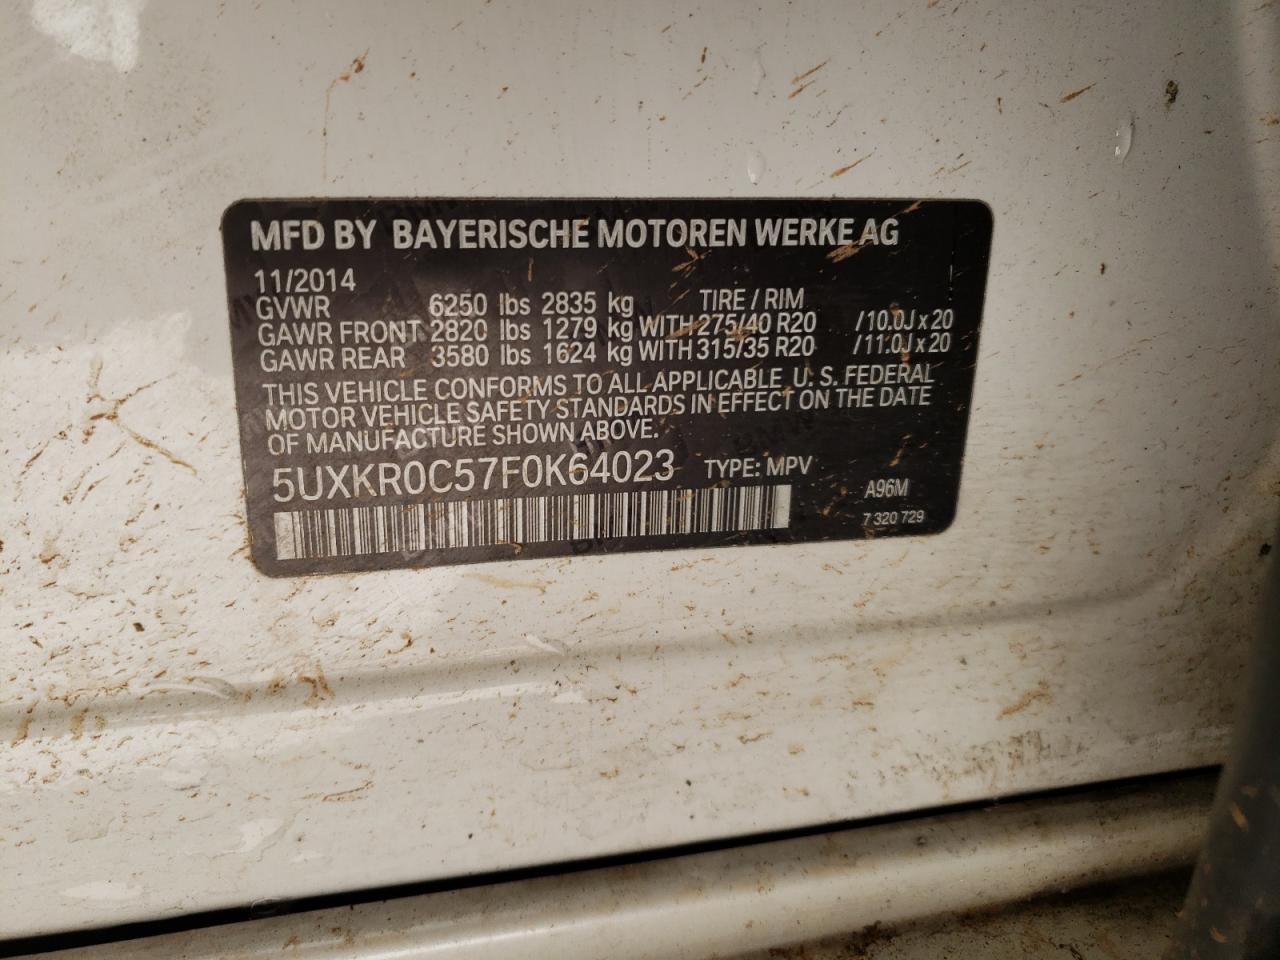 MFD BY BAYERISCHE MOTOREN WERKE AG
11/2014
GVWR 6250 lbs 2835 kg TIRE / RIM
GAWR FRONT 2820 lbs 1279 kg WITH 275/40 R20 /10.0J x 20
GAWR REAR 3580 lbs 1624 kg WITH 315/35 R20 /11.0J x 20
THIS VEHICLE CONFORMS TO ALL APPLICABLE U. S. FEDERAL
MOTOR VEHICLE SAFETY STANDARDS IN EFFECT ON THE DATE
OF MANUFACTURE SHOWN ABOVE.
5UXKR0C57F0K64023 TYPE: MPV
A96M
7 320 729